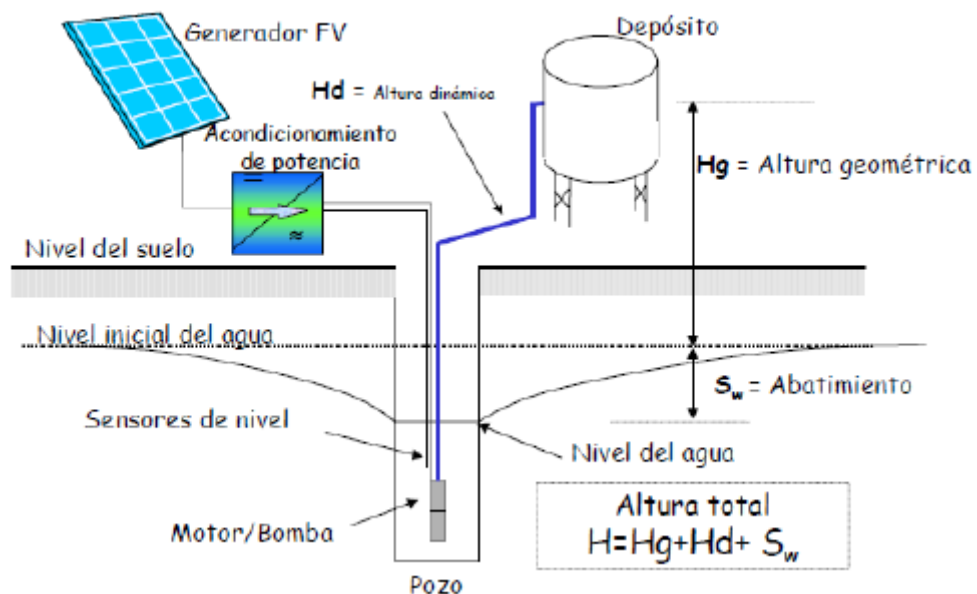 Generador FV
Depósito
Hd = Altura dinámica
Acondicionamiento
de potencia
=
≈
Hg = Altura geométrica
Nivel del suelo
Nivel inicial del agua
Sw = Abatimiento
Sensores de nivel
Nivel del agua
Motor/Bomba
Altura total
H=Hg+Hd+ Sw
Pozo